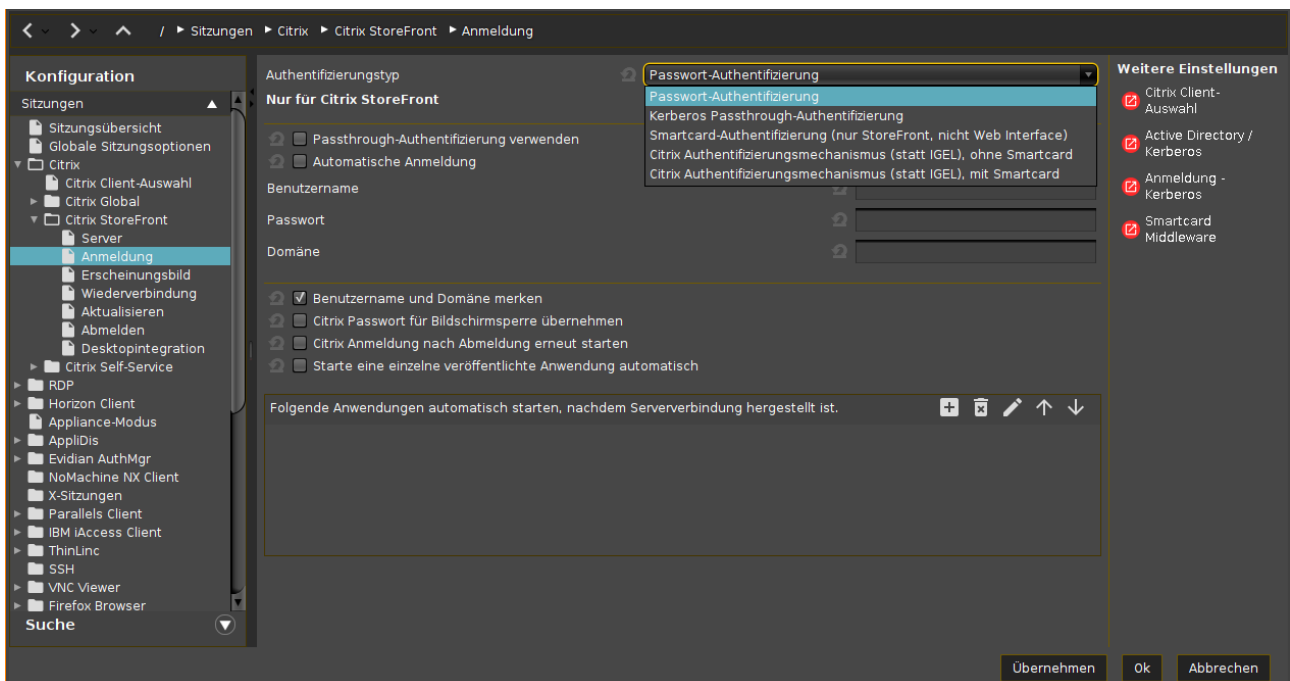 / ▸ Sitzungen ▸ Citrix ▸ Citrix StoreFront ▸ Anmeldung
Konfiguration
Sitzungen
Sitzungsübersicht
Globale Sitzungsoptionen
Citrix
Citrix Client-Auswahl
Citrix Global
Citrix StoreFront
Server
Anmeldung
Erscheinungsbild
Wiederverbindung
Aktualisieren
Abmelden
Desktopintegration
Citrix Self-Service
RDP
Horizon Client
Appliance-Modus
AppliDis
Evidian AuthMgr
NoMachine NX Client
X-Sitzungen
Parallels Client
IBM iAccess Client
ThinLinc
SSH
VNC Viewer
Firefox Browser
Suche
Authentifizierungstyp
Passwort-Authentifizierung
Passwort-Authentifizierung
Kerberos Passthrough-Authentifizierung
Smartcard-Authentifizierung (nur StoreFront, nicht Web Interface)
Citrix Authentifizierungsmechanismus (statt IGEL), ohne Smartcard
Citrix Authentifizierungsmechanismus (statt IGEL), mit Smartcard
Nur für Citrix StoreFront
Passthrough-Authentifizierung verwenden
Automatische Anmeldung
Benutzername
Passwort
Domäne
Benutzername und Domäne merken
Citrix Passwort für Bildschirmsperre übernehmen
Citrix Anmeldung nach Abmeldung erneut starten
Starte eine einzelne veröffentlichte Anwendung automatisch
Folgende Anwendungen automatisch starten, nachdem Serververbindung hergestellt ist.
Weitere Einstellungen
Citrix Client-
Auswahl
Active Directory /
Kerberos
Anmeldung -
Kerberos
Smartcard
Middleware
Übernehmen
Ok
Abbrechen